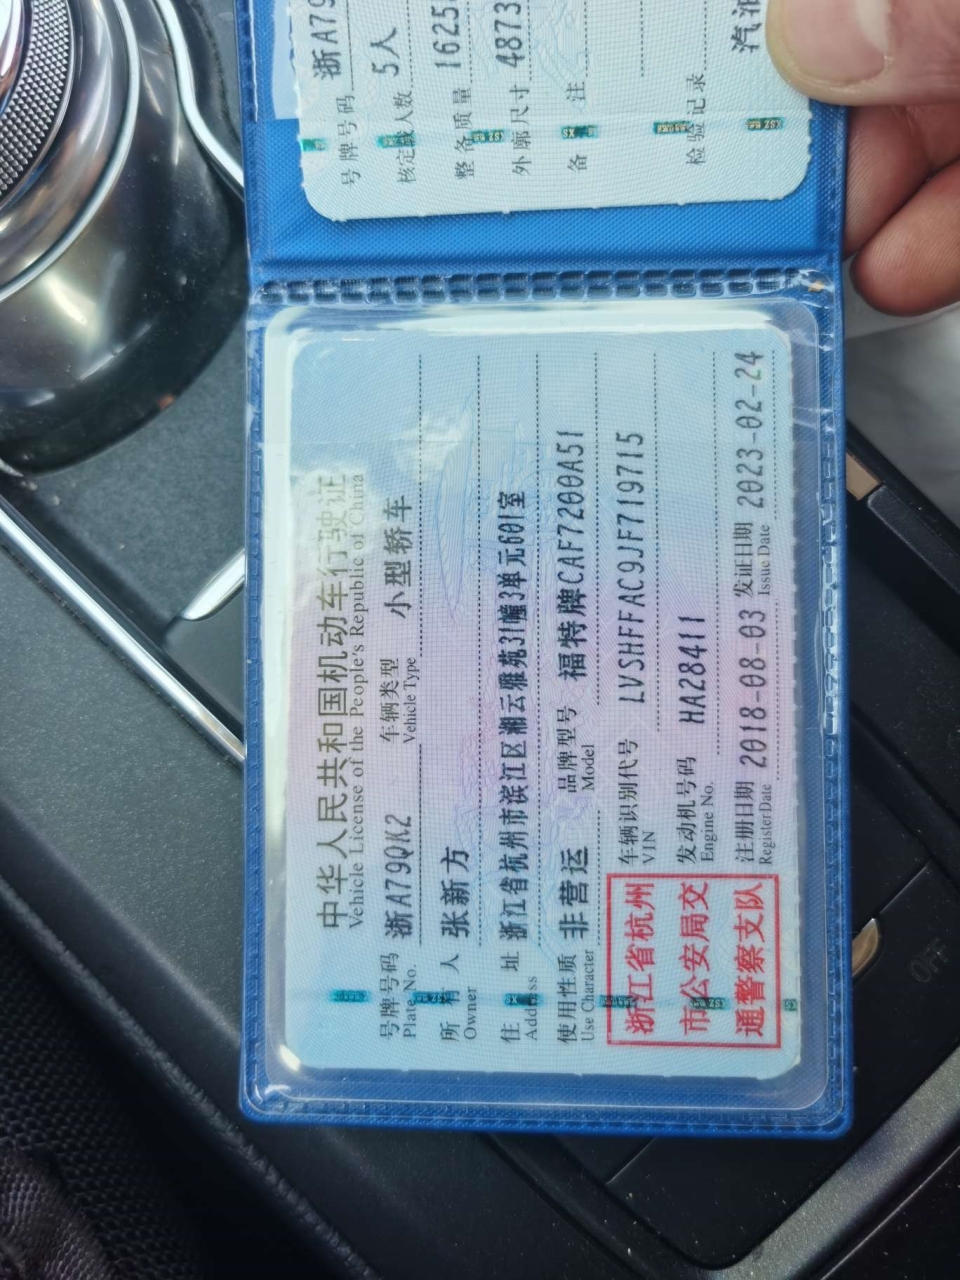 中华人民共和国机动车行驶证
Vehicle License of the People's Republic of China
号牌号码 浙A79QK2 车辆类型 小型轿车
Plate No. Vehicle Type
所有人 张新方
Owner
住址 浙江省杭州市滨江区湘云雅苑31幢3单元601室
Address
使用性质 非营运 品牌型号 福特牌CAF7200A51
Use Character Model
浙江省杭州
市公安局交
通警察支队
车辆识别代号 LVSHFFAC9JF719715
VIN
发动机号码 HA28411
Engine No.
注册日期 2018-08-03 发证日期 2023-02-24
Register Date Issue Date
号牌号码 浙A79
核定载人数 5人
整备质量 1625
外廓尺寸 4873
备注
检验记录
汽油
OFF